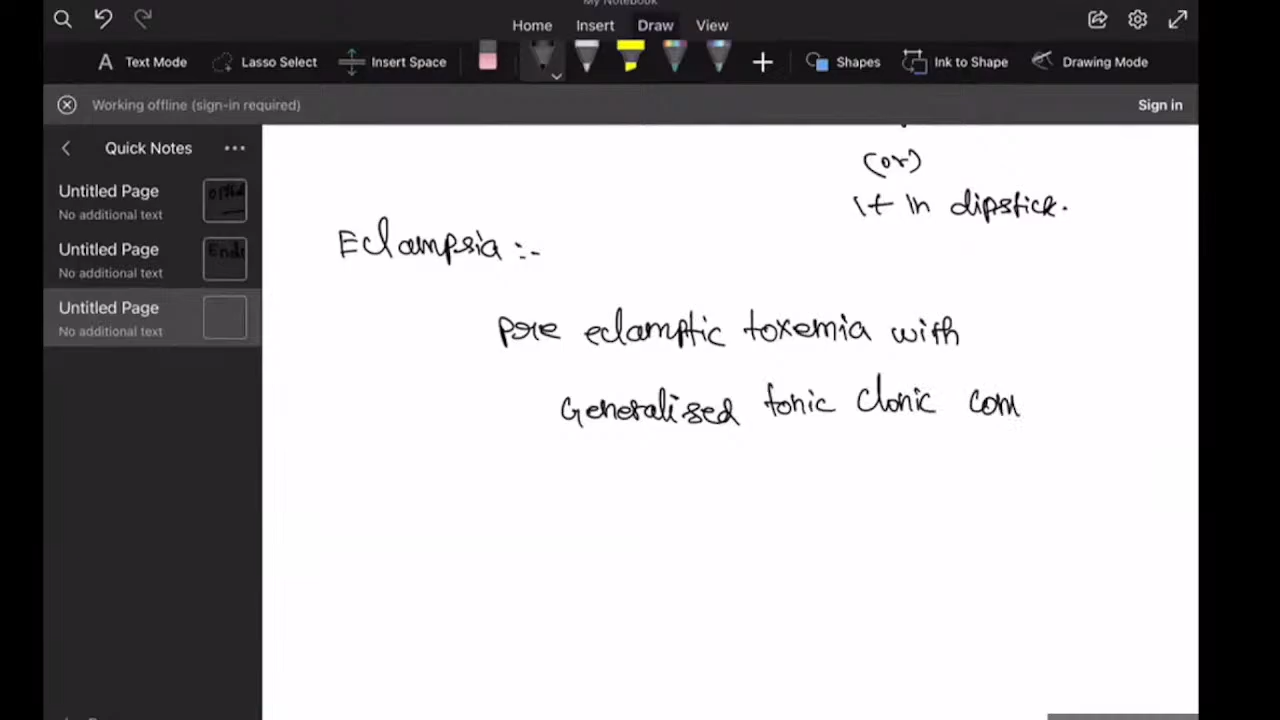 My Notebook
Home Insert Draw View
Text Mode Lasso Select Insert Space Shapes Ink to Shape Drawing Mode
Working offline (sign-in required) Sign in
Quick Notes
Untitled Page
No additional text
Untitled Page
No additional text
Untitled Page
No additional text
(or)
1+ in dipstick.
Eclampsia :-
pre eclamptic toxemia with
Generalised tonic clonic con